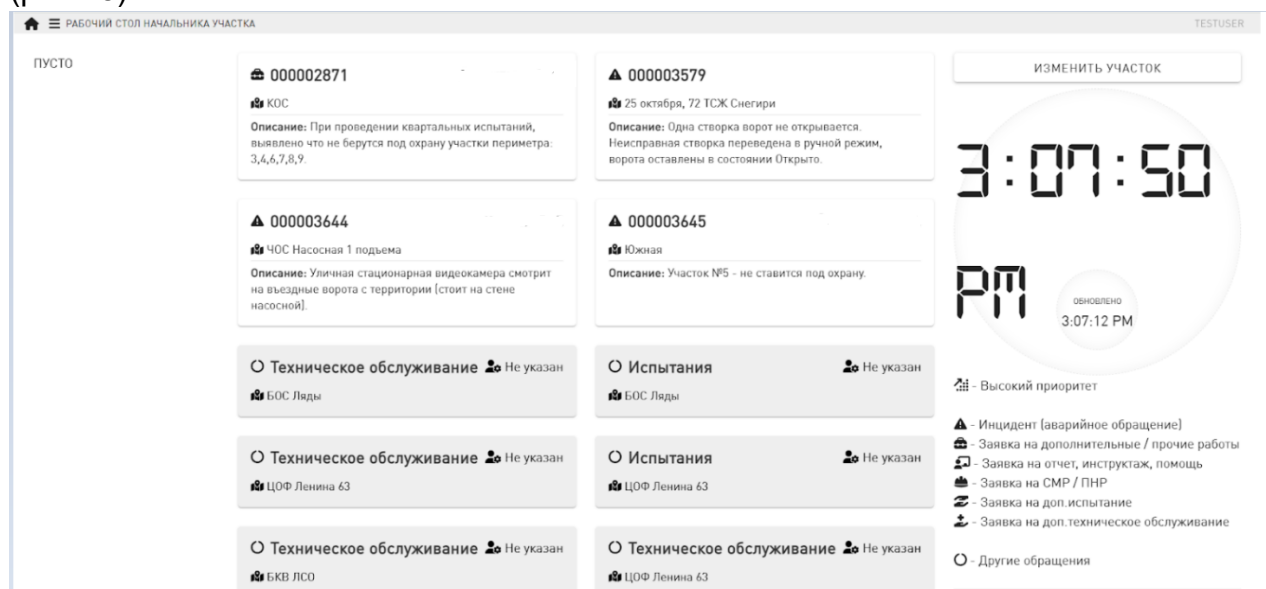 РАБОЧИЙ СТОЛ НАЧАЛЬНИКА УЧАСТКА
TESTUSER
ПУСТО
000002871
КОС
Описание: При проведении квартальных испытаний,
выявлено что не берутся под охрану участки периметра:
3,4,6,7,8,9.
000003579
25 октября, 72 ТСЖ Снегири
Описание: Одна створка ворот не открывается.
Неисправная створка переведена в ручной режим,
ворота оставлены в состоянии Открыто.
000003644
ЧОС Насосная 1 подъема
Описание: Уличная стационарная видеокамера смотрит
на въездные ворота с территории (стоит на стене
насосной).
000003645
Южная
Описание: Участок №5 - не ставится под охрану.
Техническое обслуживание Не указан
БОС Ляды
Испытания Не указан
БОС Ляды
Техническое обслуживание Не указан
ЦОФ Ленина 63
Испытания Не указан
ЦОФ Ленина 63
Техническое обслуживание Не указан
БКВ ЛСО
Техническое обслуживание Не указан
ЦОФ Ленина 63
ИЗМЕНИТЬ УЧАСТОК
3:07:50
PM
ОБНОВЛЕНО
3:07:12 PM
- Высокий приоритет
- Инцидент (аварийное обращение)
- Заявка на дополнительные / прочие работы
- Заявка на отчет, инструктаж, помощь
- Заявка на СМР / ПНР
- Заявка на доп.испытание
- Заявка на доп.техническое обслуживание
- Другие обращения